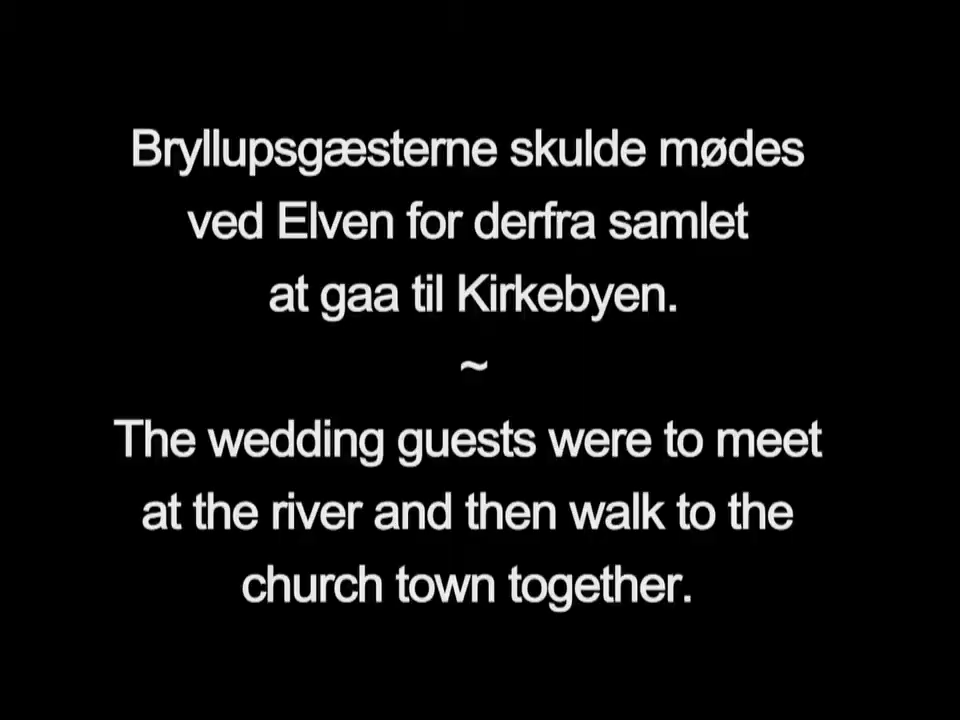 Bryllupsgæsterne skulde mødes
ved Elven for derfra samlet
at gaa til Kirkebyen.
~
The wedding guests were to meet
at the river and then walk to the
church town together.